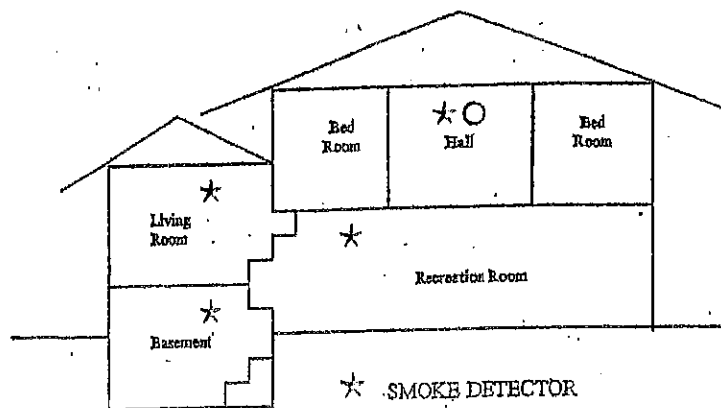 Bed
Room
Hall
Bed
Room
Living
Room
Recreation Room
Basement
SMOKE DETECTOR